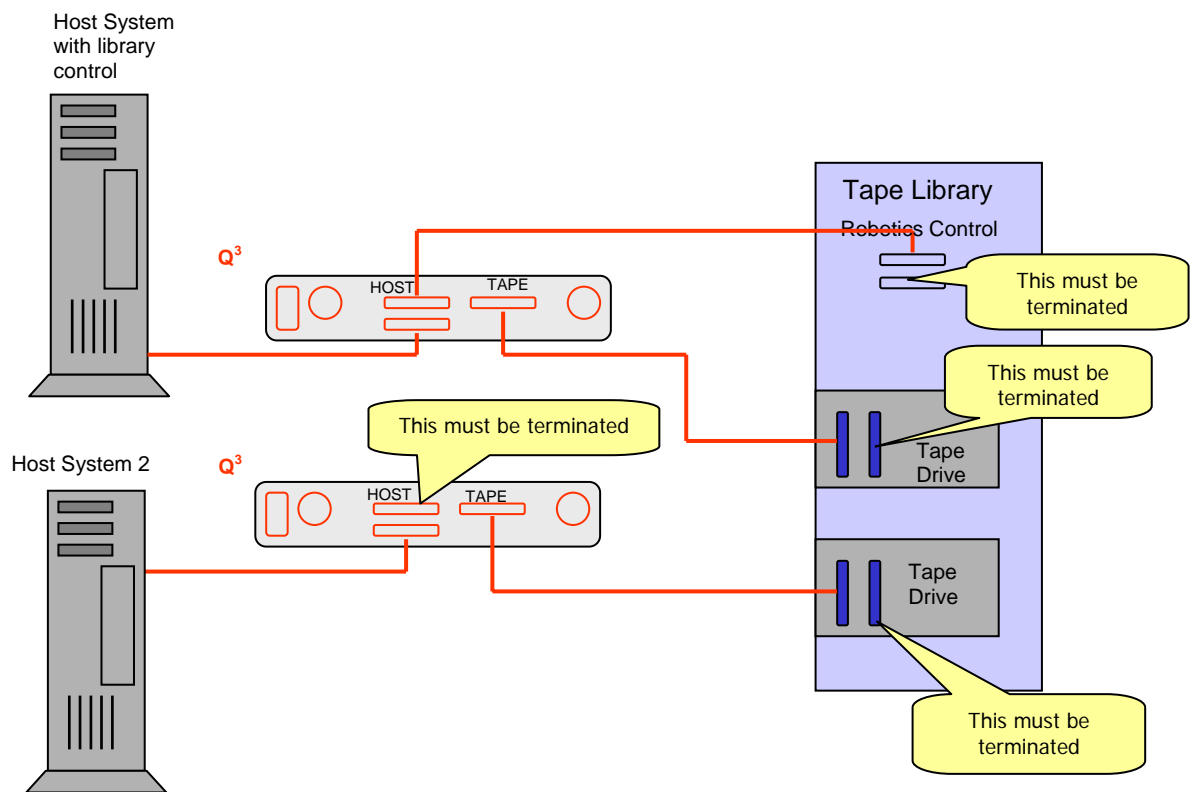 Host System
with library
control
Tape Library
Robotics Control
Q³
HOST
TAPE
This must be
terminated
This must be
terminated
This must be terminated
Tape
Drive
Host System 2
Q³
HOST
TAPE
Tape
Drive
This must be
terminated